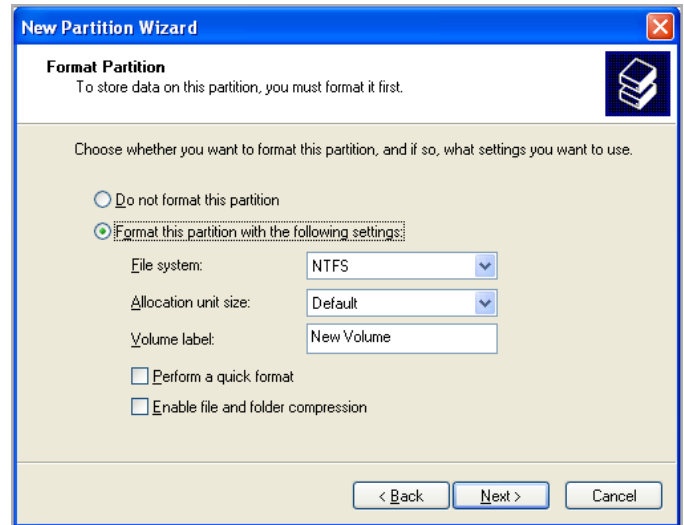 New Partition Wizard
Format Partition
To store data on this partition, you must format it first.
Choose whether you want to format this partition, and if so, what settings you want to use.
Do not format this partition
Format this partition with the following settings:
File system: NTFS
Allocation unit size: Default
Volume label: New Volume
Perform a quick format
Enable file and folder compression
< Back Next > Cancel